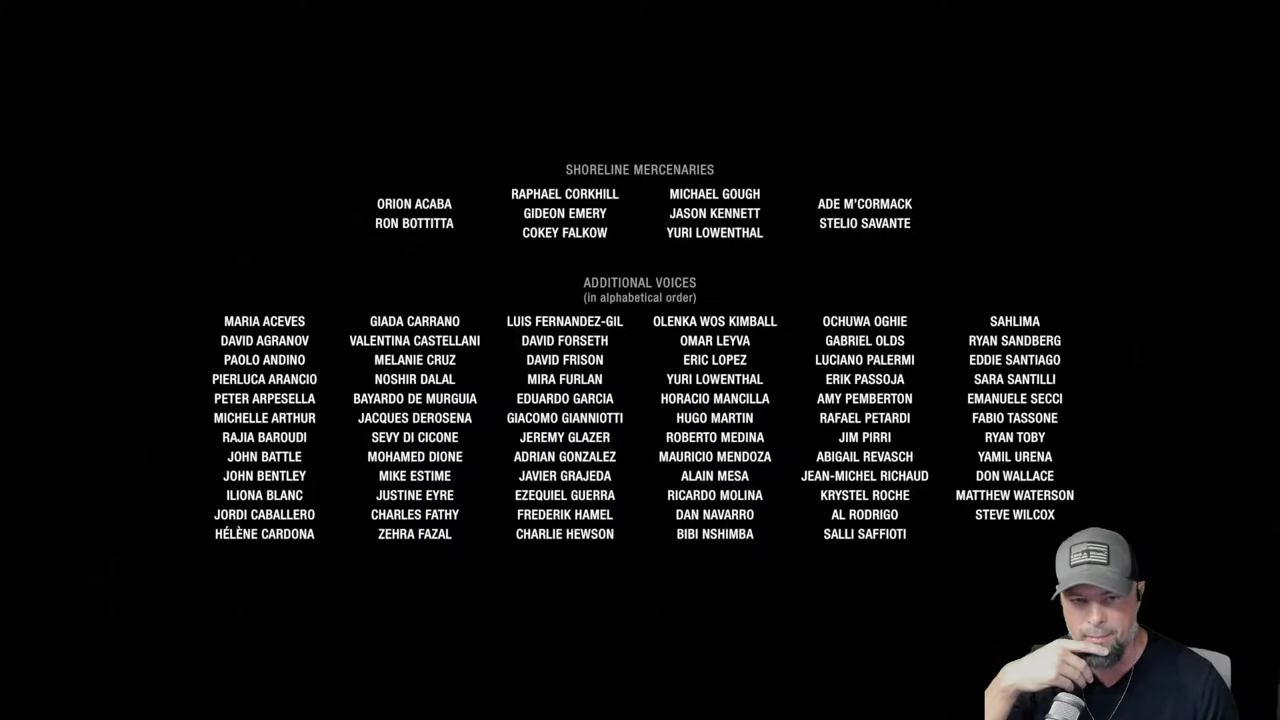 SHORELINE MERCENARIES
ORION ACABA
RON BOTTITTA
RAPHAEL CORKHILL
GIDEON EMERY
COKEY FALKOW
MICHAEL GOUGH
JASON KENNETT
YURI LOWENTHAL
ADE M'CORMACK
STELIO SAVANTE
ADDITIONAL VOICES
(in alphabetical order)
MARIA ACEVES
DAVID AGRANOV
PAOLO ANDINO
PIERLUCA ARANCIO
PETER ARPESELLA
MICHELLE ARTHUR
RAJIA BAROUDI
JOHN BATTLE
JOHN BENTLEY
ILIONA BLANC
JORDI CABALLERO
HÉLÈNE CARDONA
GIADA CARRANO
VALENTINA CASTELLANI
MELANIE CRUZ
NOSHIR DALAL
BAYARDO DE MURGUIA
JACQUES DEROSENA
SEVY DI CICONE
MOHAMED DIONE
MIKE ESTIME
JUSTINE EYRE
CHARLES FATHY
ZEHRA FAZAL
LUIS FERNANDEZ-GIL
DAVID FORSETH
DAVID FRISON
MIRA FURLAN
EDUARDO GARCIA
GIACOMO GIANNIOTTI
JEREMY GLAZER
ADRIAN GONZALEZ
JAVIER GRAJEDA
EZEQUIEL GUERRA
FREDERIK HAMEL
CHARLIE HEWSON
OLENKA WOS KIMBALL
OMAR LEYVA
ERIC LOPEZ
YURI LOWENTHAL
HORACIO MANCILLA
HUGO MARTIN
ROBERTO MEDINA
MAURICIO MENDOZA
ALAIN MESA
RICARDO MOLINA
DAN NAVARRO
BIBI NSHIMBA
OCHUWA OGHIE
GABRIEL OLDS
LUCIANO PALERMI
ERIK PASSOJA
AMY PEMBERTON
RAFAEL PETARDI
JIM PIRRI
ABIGAIL REVASCH
JEAN-MICHEL RICHAUD
KRYSTEL ROCHE
AL RODRIGO
SALLI SAFFIOTI
SAHLIMA
RYAN SANDBERG
EDDIE SANTIAGO
SARA SANTILLI
EMANUELE SECCI
FABIO TASSONE
RYAN TOBY
YAMIL URENA
DON WALLACE
MATTHEW WATERSON
STEVE WILCOX